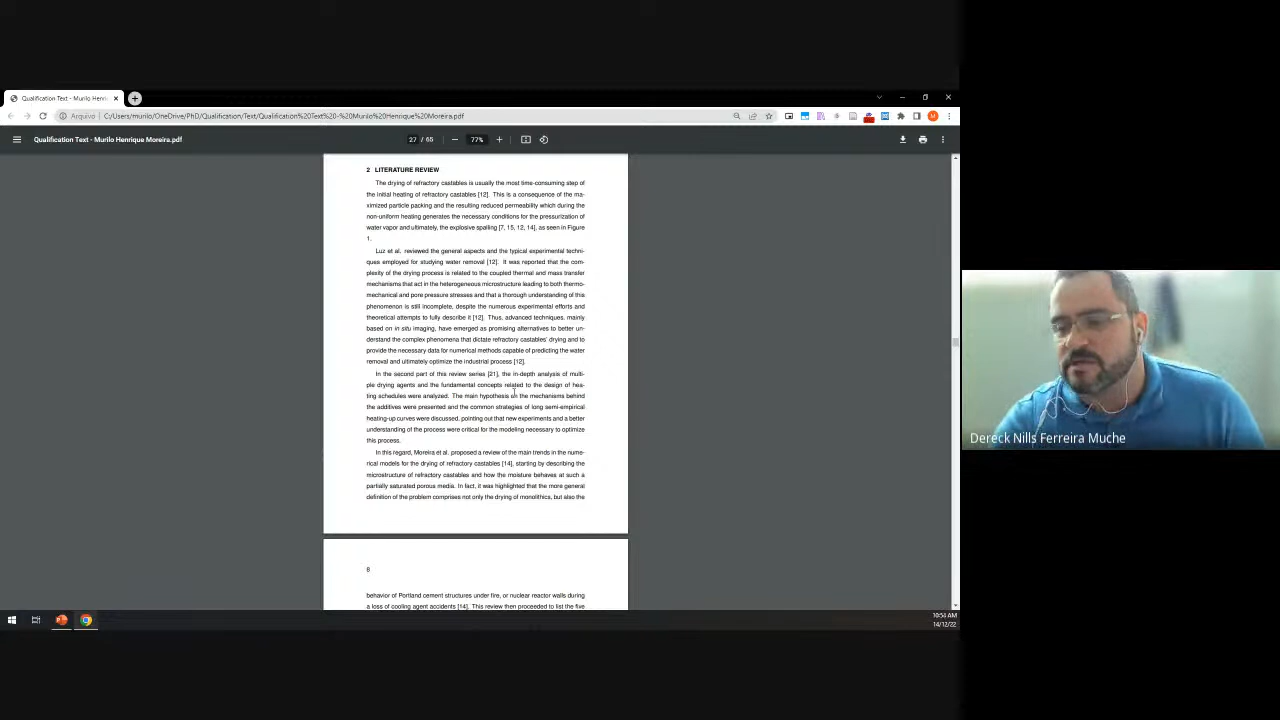 Qualification Text - Murilo Henri
Arquivo
C:/Users/murilo/OneDrive/PhD/Qualification/Text/Qualification%20Text%20-%20Murilo%20Henrique%20Moreira.pdf
M
Qualification Text - Murilo Henrique Moreira.pdf
27 / 65
77%
2 LITERATURE REVIEW
The drying of refractory castables is usually the most time-consuming step of
the initial heating of refractory castables [12]. This is a consequence of the ma-
ximized particle packing and the resulting reduced permeability which during the
non-uniform heating generates the necessary conditions for the pressurization of
water vapor and ultimately, the explosive spalling [7, 15, 12, 14], as seen in Figure
1.
Luz et al. reviewed the general aspects and the typical experimental techni-
ques employed for studying water removal [12]. It was reported that the com-
plexity of the drying process is related to the coupled thermal and mass transfer
mechanisms that act in the heterogeneous microstructure leading to both thermo-
mechanical and pore pressure stresses and that a thorough understanding of this
phenomenon is still incomplete, despite the numerous experimental efforts and
theoretical attempts to fully describe it [12]. Thus, advanced techniques, mainly
based on in situ imaging, have emerged as promising alternatives to better un-
derstand the complex phenomena that dictate refractory castables' drying and to
provide the necessary data for numerical methods capable of predicting the water
removal and ultimately optimize the industrial process [12].
In the second part of this review series [21], the in-depth analysis of multi-
ple drying agents and the fundamental concepts related to the design of hea-
ting schedules were analyzed. The main hypothesis on the mechanisms behind
the additives were presented and the common strategies of long semi-empirical
heating-up curves were discussed, pointing out that new experiments and a better
understanding of the process were critical for the modeling necessary to optimize
this process.
In this regard, Moreira et al. proposed a review of the main trends in the nume-
rical models for the drying of refractory castables [14], starting by describing the
microstructure of refractory castables and how the moisture behaves at such a
partially saturated porous media. In fact, it was highlighted that the more general
definition of the problem comprises not only the drying of monolithics, but also the
8
behavior of Portland cement structures under fire, or nuclear reactor walls during
a loss of cooling agent accidents [14]. This review then proceeded to list the five
10:54 AM
14/12/22
Dereck Nills Ferreira Muche